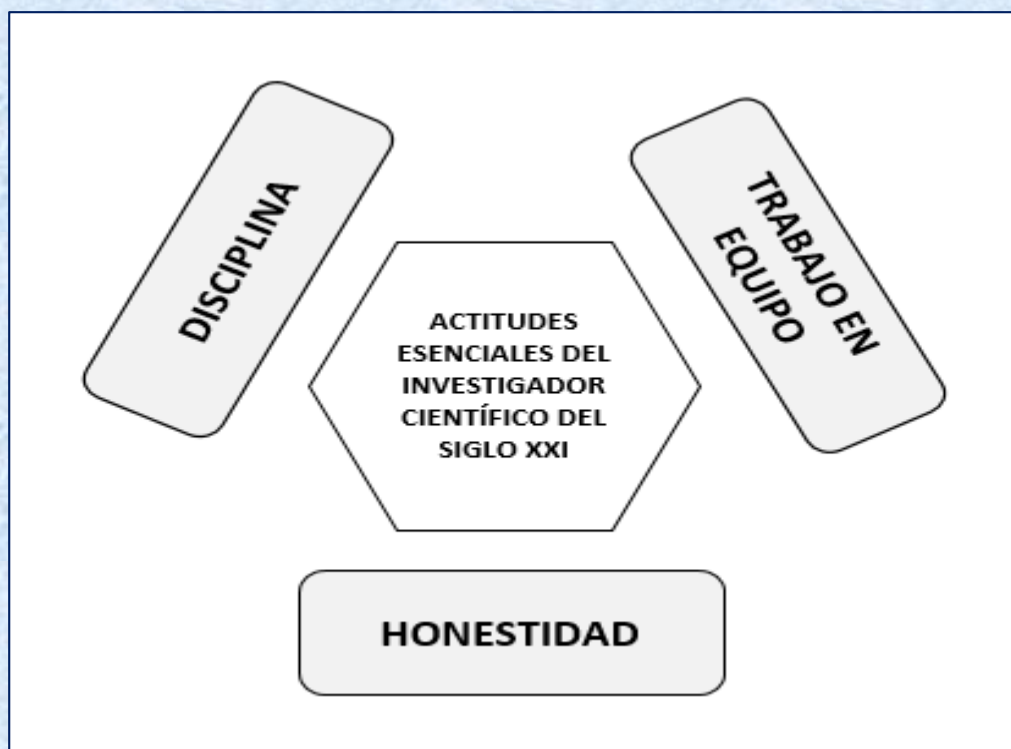 DISCIPLINA
TRABAJO EN
EQUIPO
ACTITUDES
ESENCIALES DEL
INVESTIGADOR
CIENTÍFICO DEL
SIGLO XXI
HONESTIDAD